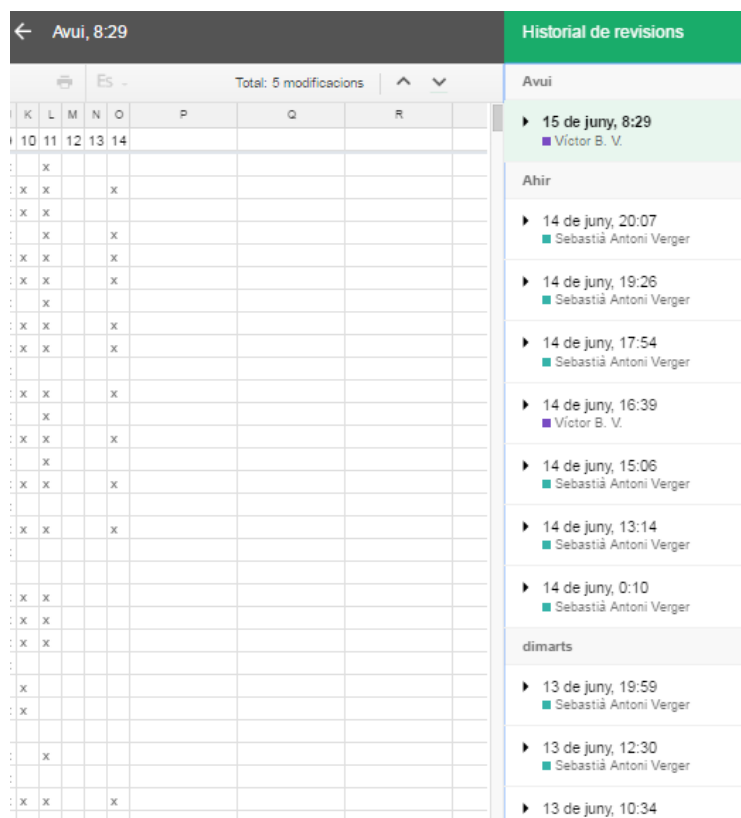 Avui, 8:29
Es
Total: 5 modificacions
K L M N O P Q R
10 11 12 13 14
x
x x x
x x
x x
x x x
x x x
x
x x x
x x x
x x x
x
x x x
x
x x x
x x x
x x
x x
x x
x
x
x
x x x
Historial de revisions
Avui
15 de juny, 8:29
Víctor B. V.
Ahir
14 de juny, 20:07
Sebastià Antoni Verger
14 de juny, 19:26
Sebastià Antoni Verger
14 de juny, 17:54
Sebastià Antoni Verger
14 de juny, 16:39
Víctor B. V.
14 de juny, 15:06
Sebastià Antoni Verger
14 de juny, 13:14
Sebastià Antoni Verger
14 de juny, 0:10
Sebastià Antoni Verger
dimarts
13 de juny, 19:59
Sebastià Antoni Verger
13 de juny, 12:30
Sebastià Antoni Verger
13 de juny, 10:34